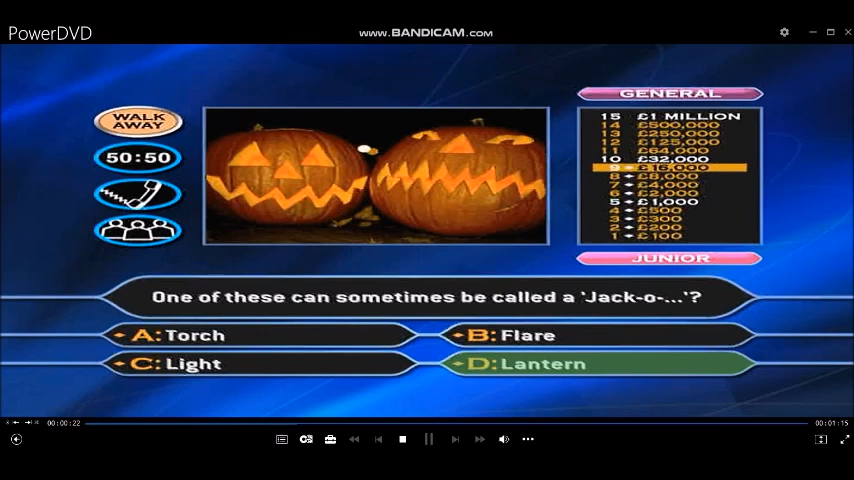 PowerDVD
www.BANDICAM.com
GENERAL
WALK
AWAY
50:50
15 £1 MILLION
14 £500,000
13 £250,000
12 £125,000
11 £64,000
10 £32,000
9 £16,000
8 £8,000
7 £4,000
6 £2,000
5 £1,000
4 £500
3 £300
2 £200
1 £100
JUNIOR
One of these can sometimes be called a 'Jack-o-...'?
A: Torch
B: Flare
C: Light
D: Lantern
00:00:22
00:01:15